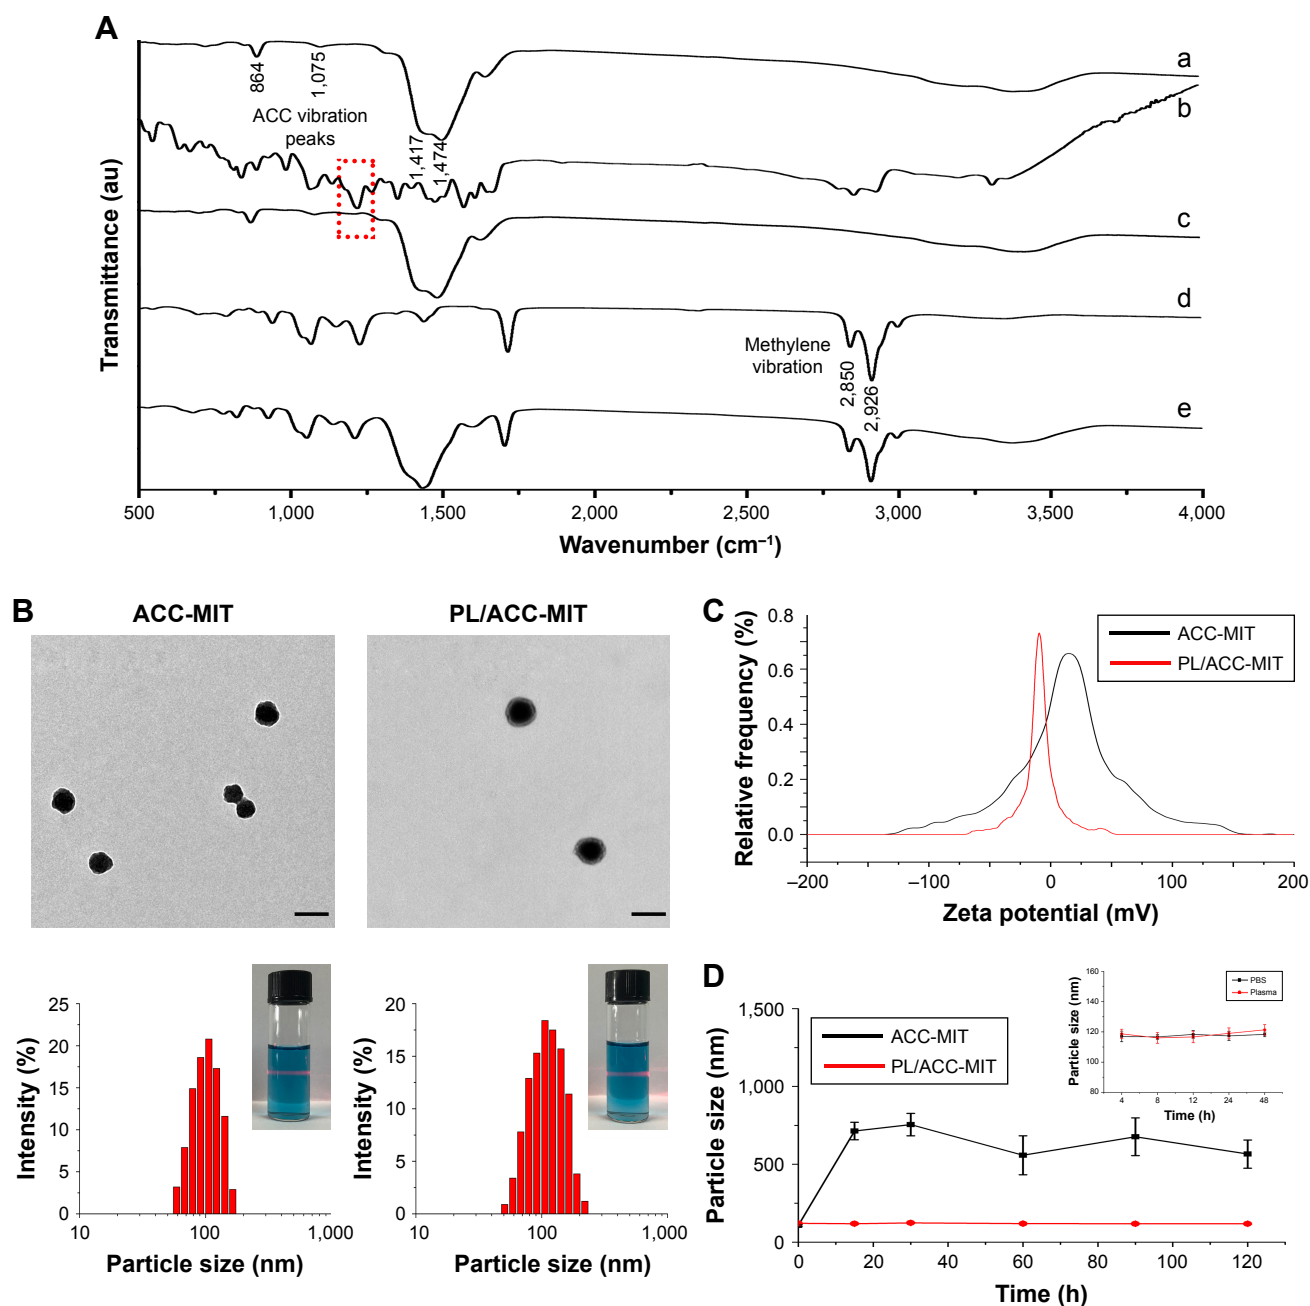 A
a
864
1,075
b
ACC vibration
peaks
1,417
1,474
c
d
Methylene
vibration
2,850
2,926
e
Transmittance (au)
500
1,000
1,500
2,000
2,500
3,000
3,500
4,000
Wavenumber (cm⁻¹)
B
ACC-MIT
PL/ACC-MIT
25
20
15
10
5
0
Intensity (%)
10
100
1,000
Particle size (nm)
20
15
10
5
0
Intensity (%)
10
100
1,000
Particle size (nm)
C
0.8
0.6
0.4
0.2
0.0
Relative frequency (%)
ACC-MIT
PL/ACC-MIT
–200
–100
0
100
200
Zeta potential (mV)
D
1,500
1,000
500
0
Particle size (nm)
ACC-MIT
PL/ACC-MIT
160
140
120
100
80
Particle size (nm)
PBS
Plasma
4
8
12
24
48
Time (h)
0
20
40
60
80
100
120
Time (h)